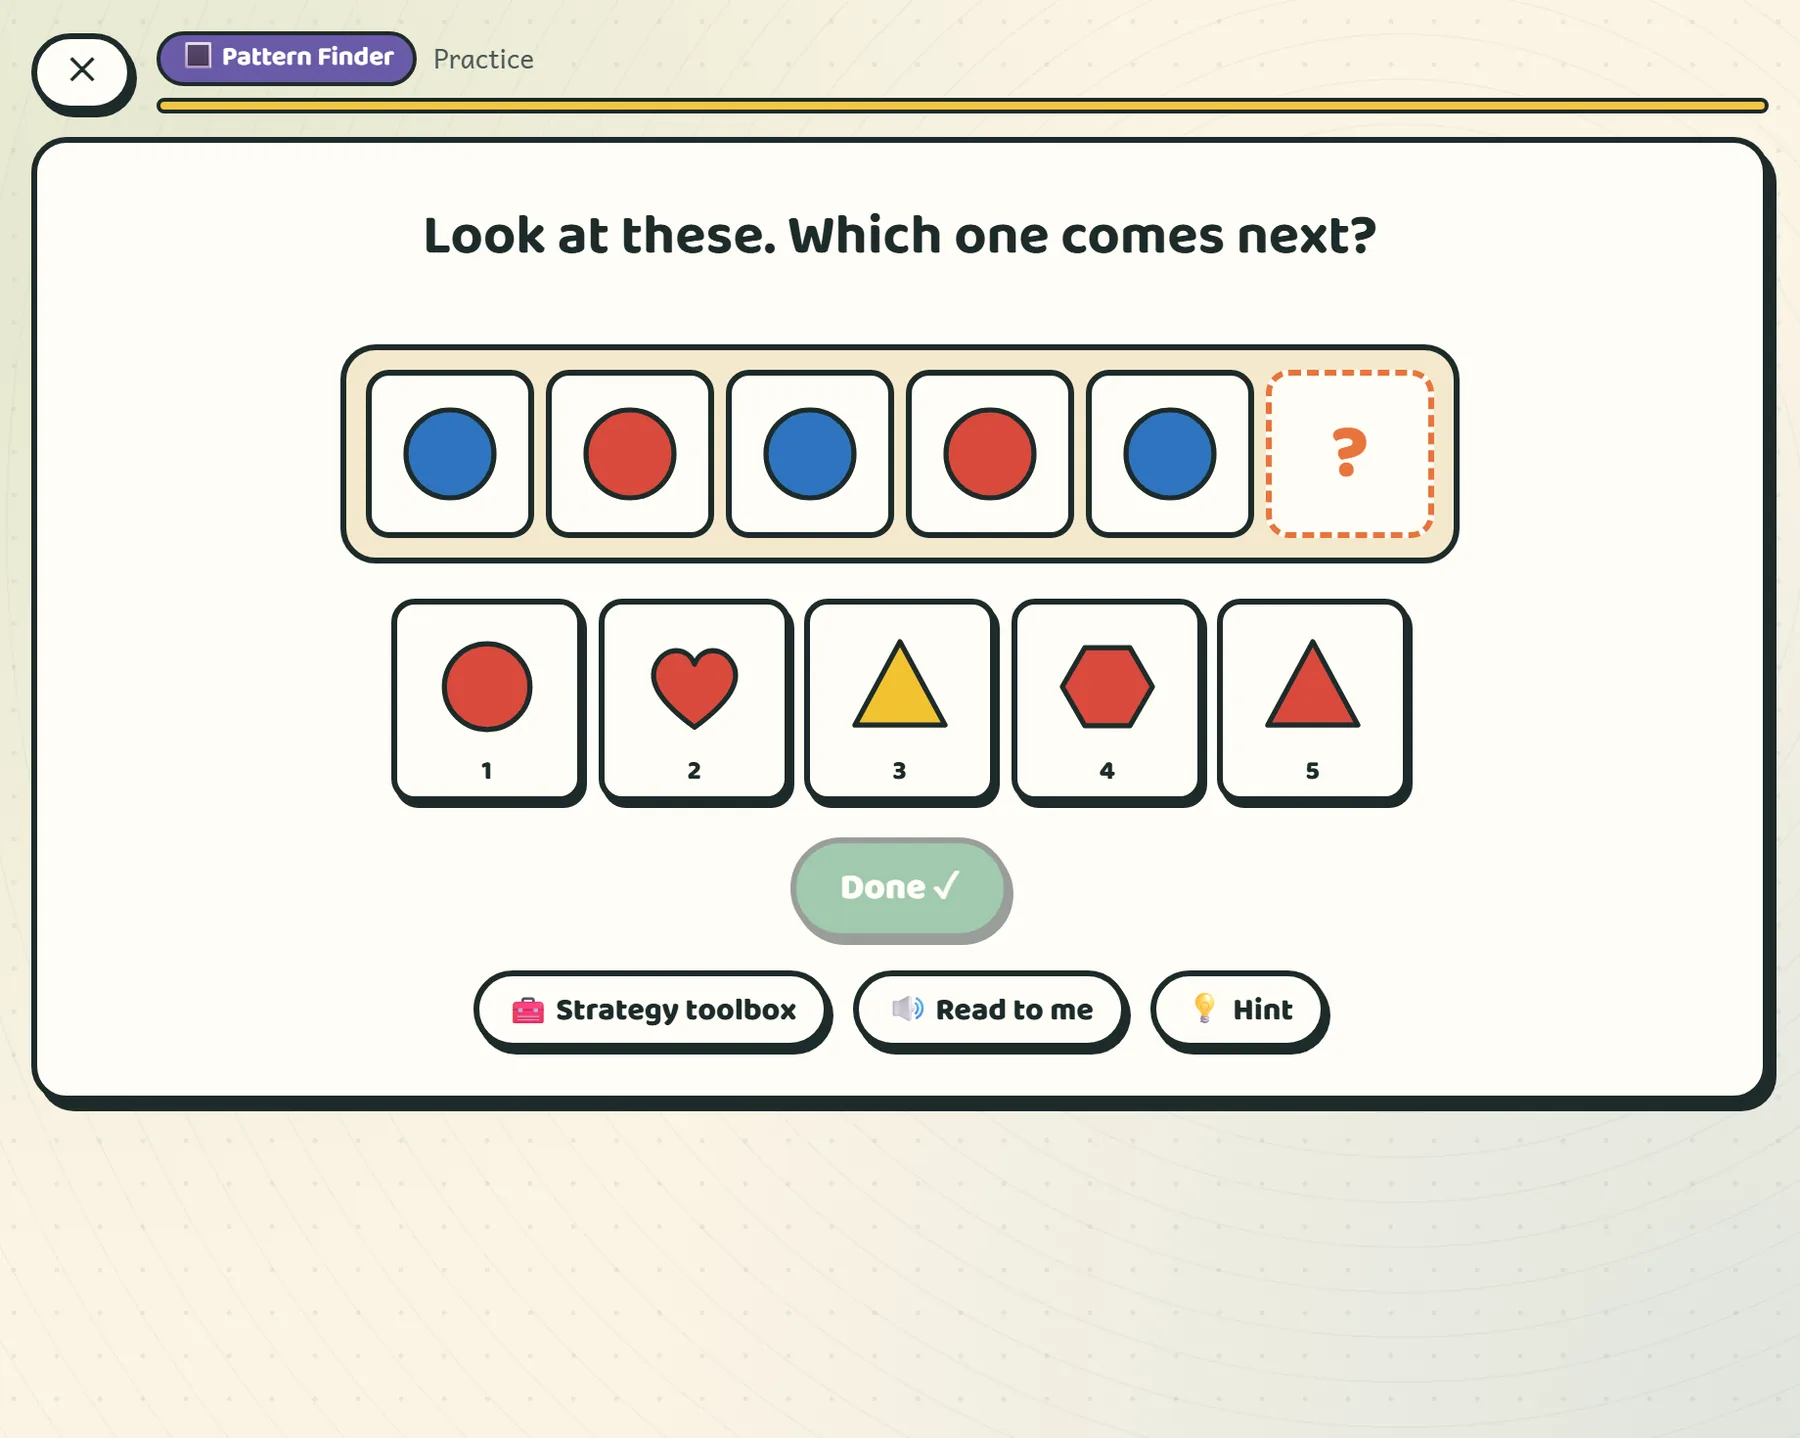 Pattern Finder Practice
Look at these. Which one comes next?
?
1 2 3 4 5
Done ✓
Strategy toolbox Read to me Hint